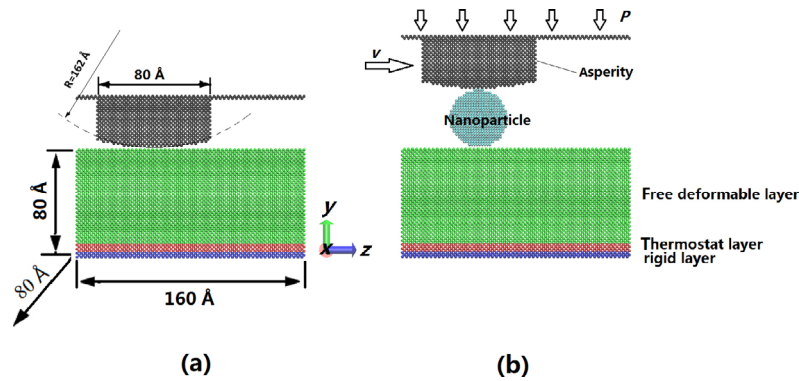 R=162 Å
80 Å
80 Å
y
x
z
80 Å
160 Å
(a)
P
v
Asperity
Nanoparticle
Free deformable layer
Thermostat layer
rigid layer
(b)